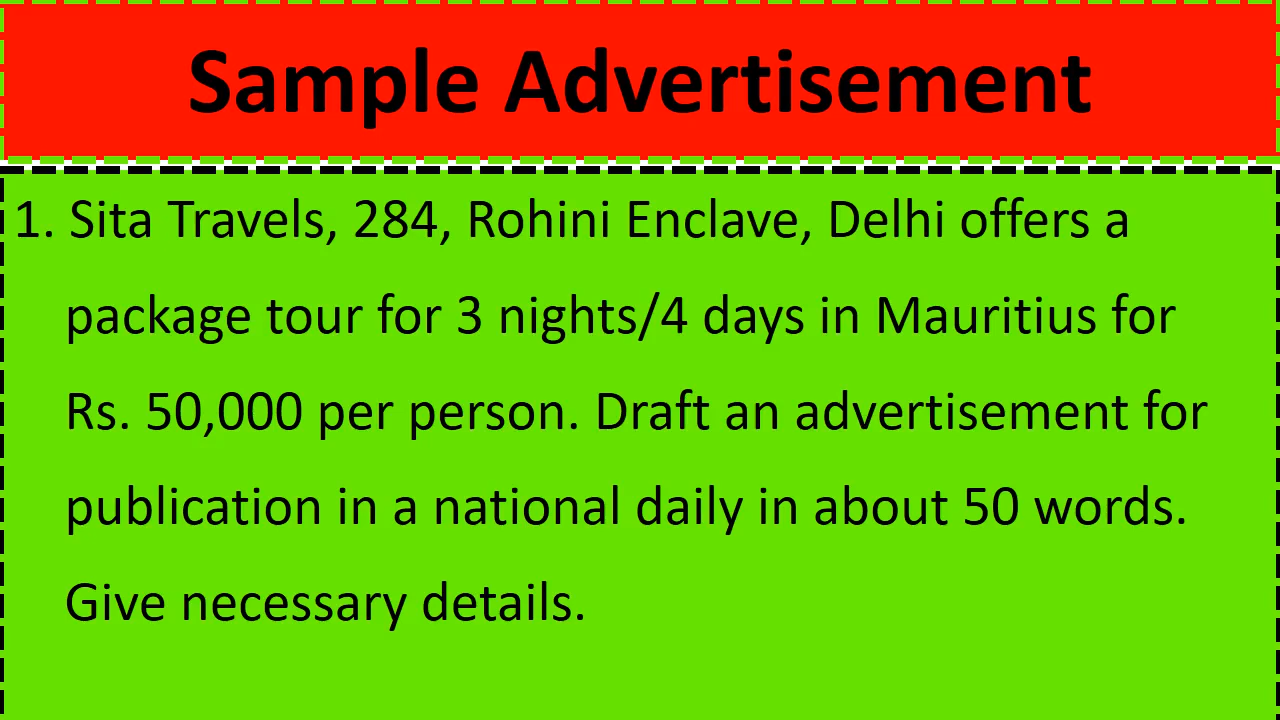 Sample Advertisement
1. Sita Travels, 284, Rohini Enclave, Delhi offers a
package tour for 3 nights/4 days in Mauritius for
Rs. 50,000 per person. Draft an advertisement for
publication in a national daily in about 50 words.
Give necessary details.